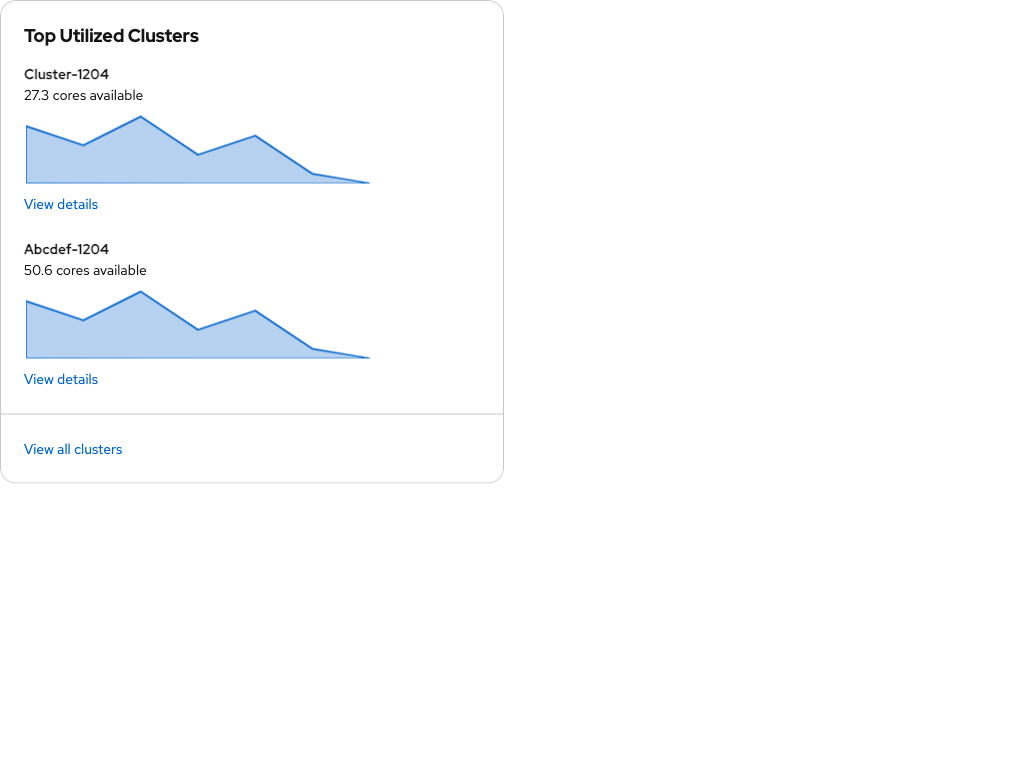 Top Utilized Clusters
Cluster-1204
27.3 cores available
View details
Abcdef-1204
50.6 cores available
View details
View all clusters